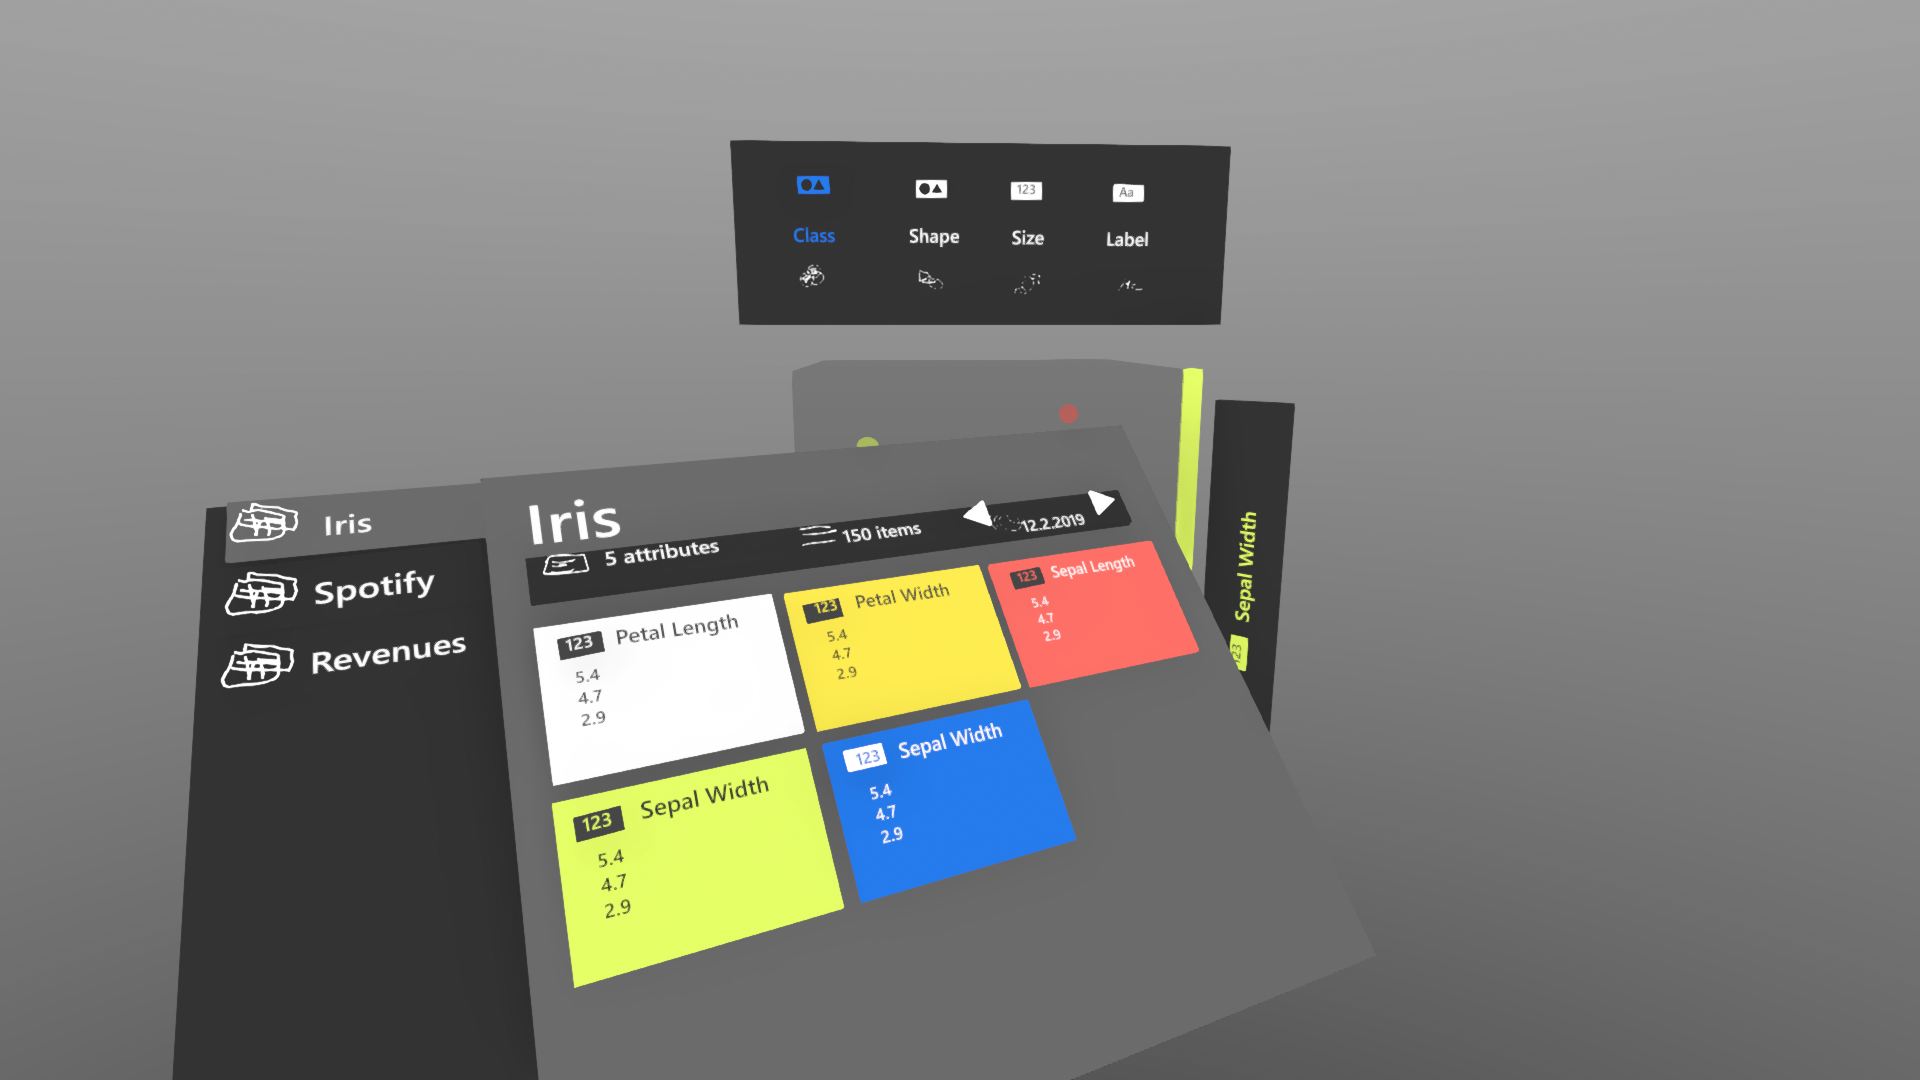 123
Aa
Class
Shape
Size
Label
Iris
Spotify
Revenues
Iris
5 attributes
150 items
12.2.2019
123 Petal Length
5.4
4.7
2.9
123 Petal Width
5.4
4.7
2.9
123 Sepal Length
5.4
4.7
2.9
123 Sepal Width
5.4
4.7
2.9
123 Sepal Width
5.4
4.7
2.9
123 Sepal Width